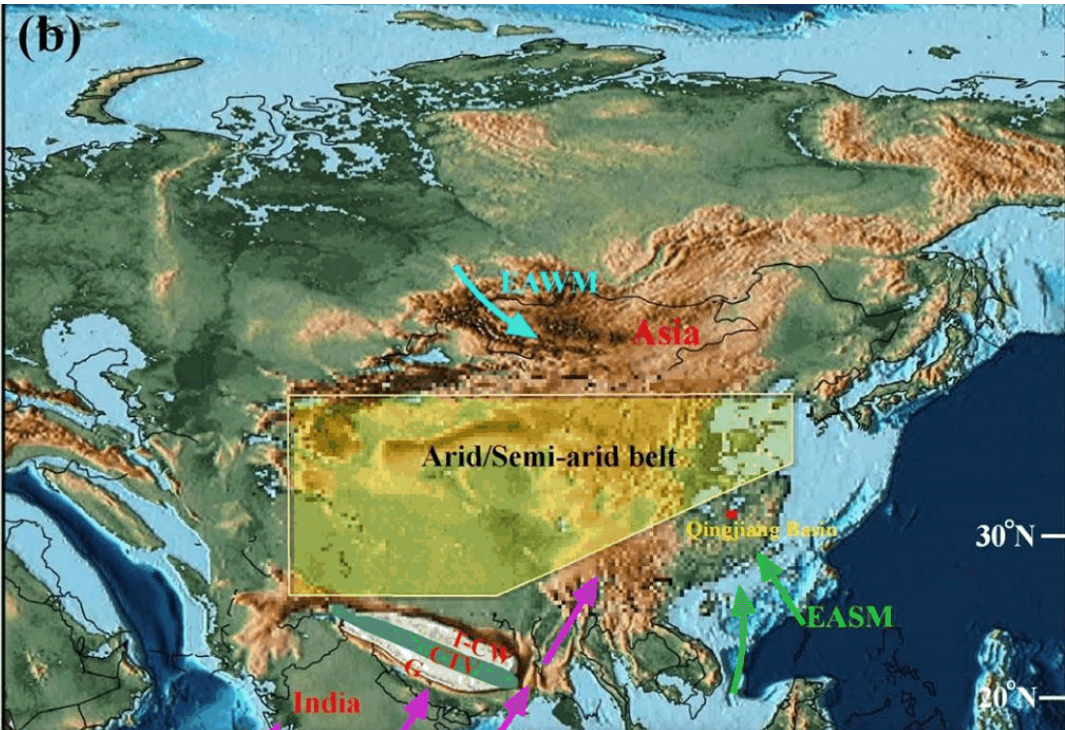 (b)
EAWM
Asia
Arid/Semi-arid belt
Qingjiang Basin
30°N
EASM
I-CW
CTV
G
India
20°N